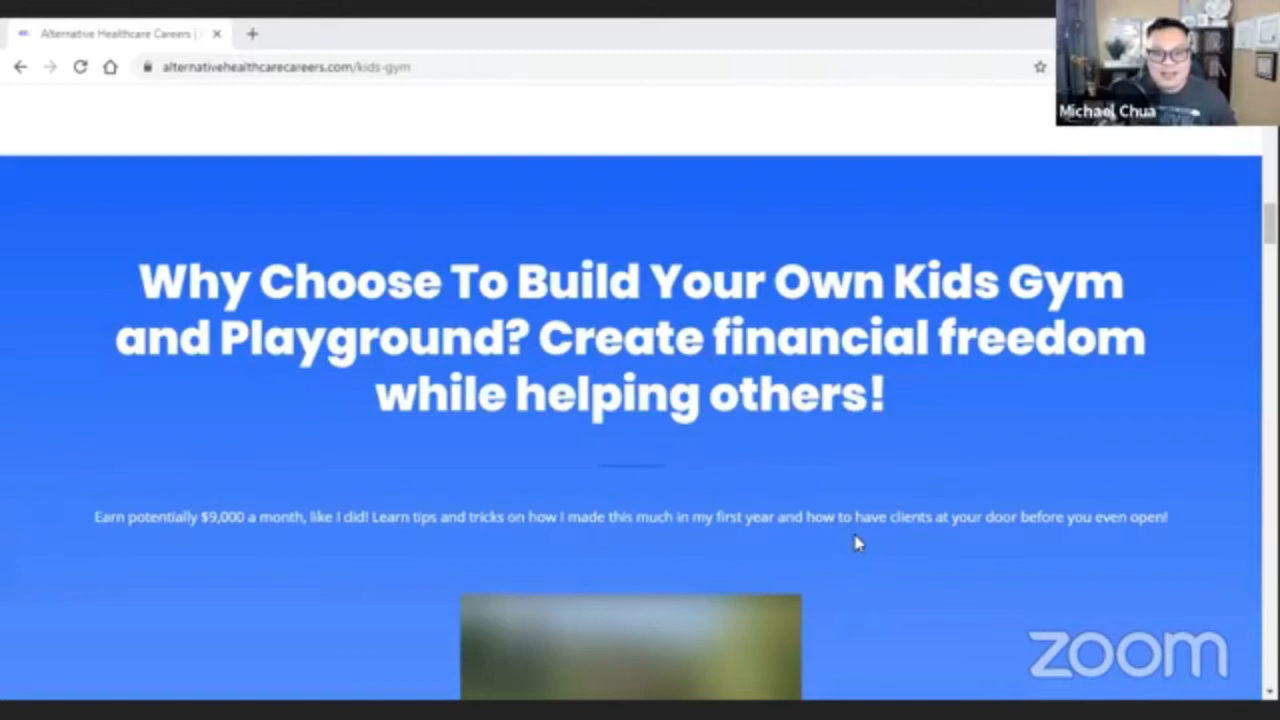 Alternative Healthcare Careers |
alternativehealthcarecareers.com/kids-gym
Michael Chua
Why Choose To Build Your Own Kids Gym
and Playground? Create financial freedom
while helping others!
Earn potentially $9,000 a month, like I did! Learn tips and tricks on how I made this much in my first year and how to have clients at your door before you even open!
zoom